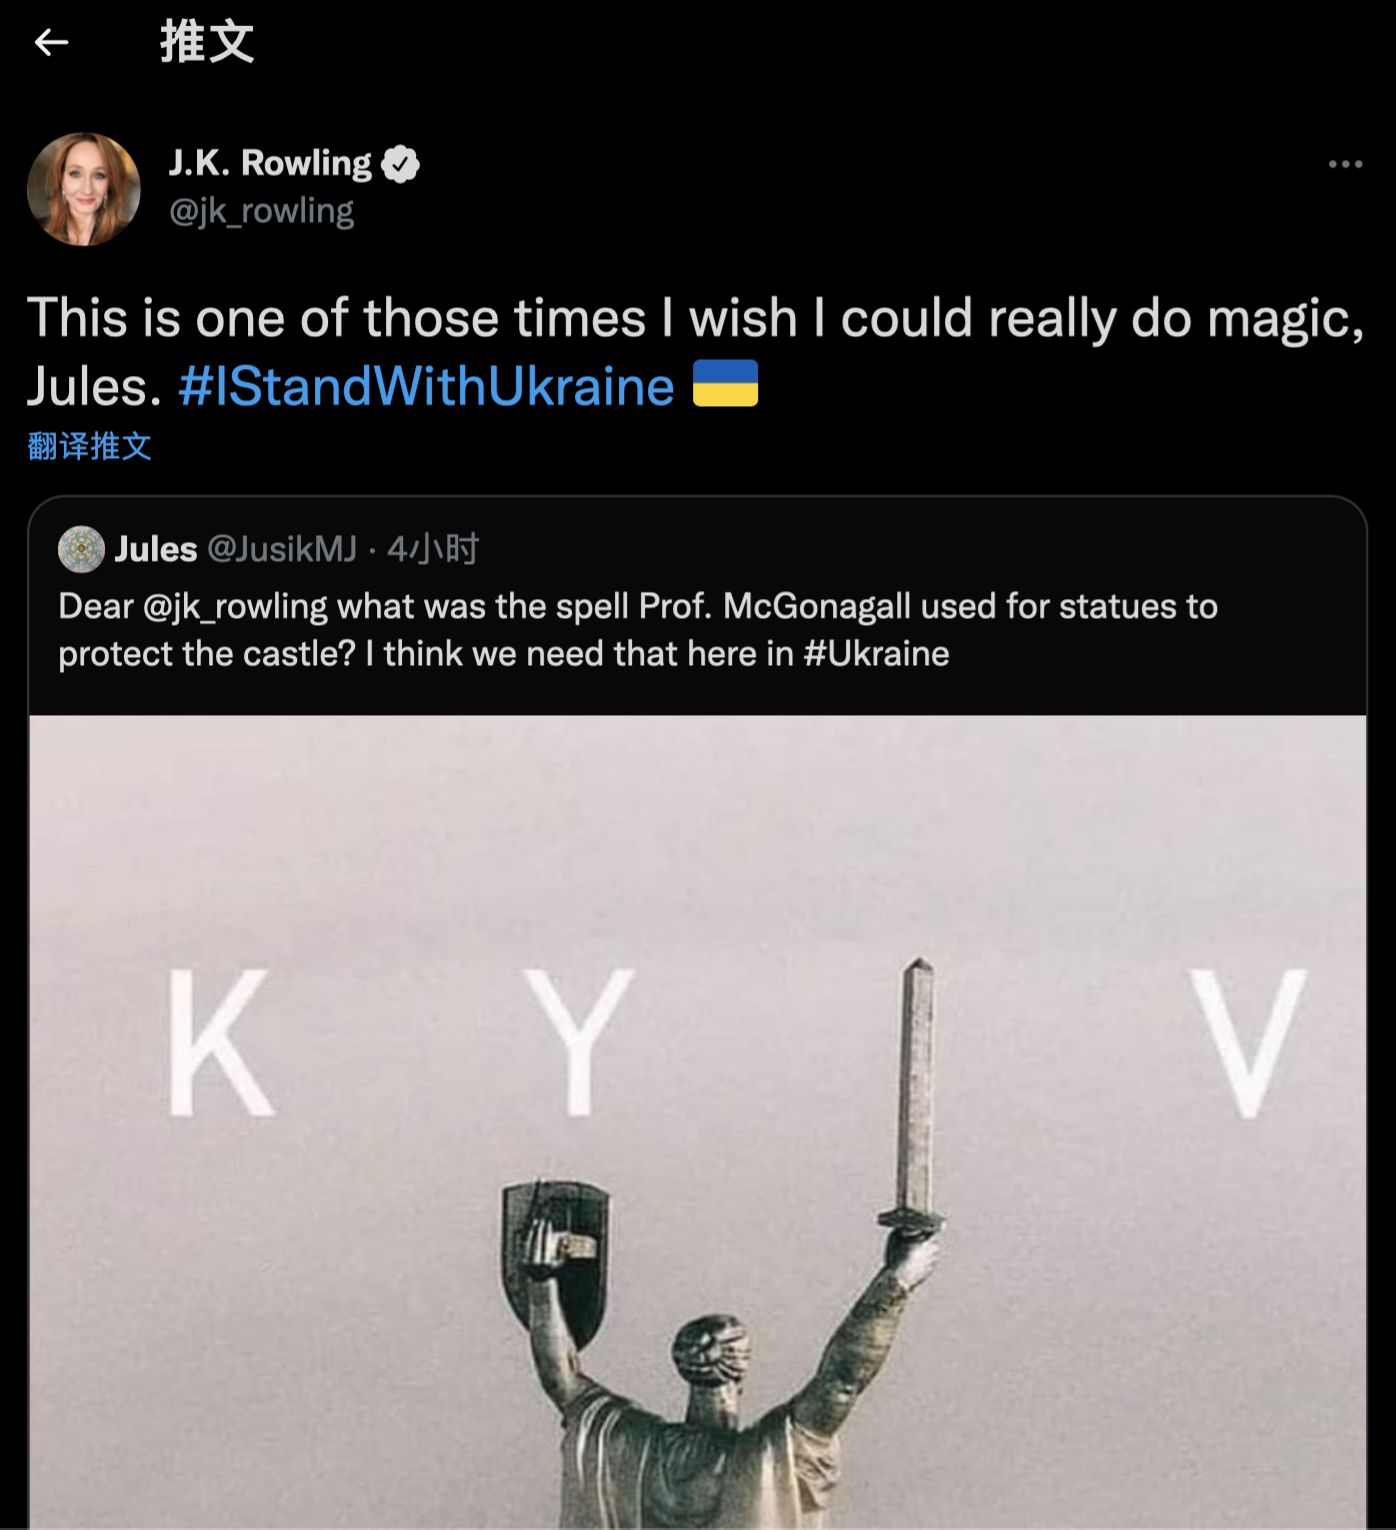 推文
J.K. Rowling
@jk_rowling
This is one of those times I wish I could really do magic,
Jules. #IStandWithUkraine 🇺🇦
翻译推文
Jules @JusikMJ · 4小时
Dear @jk_rowling what was the spell Prof. McGonagall used for statues to
protect the castle? I think we need that here in #Ukraine
K Y V